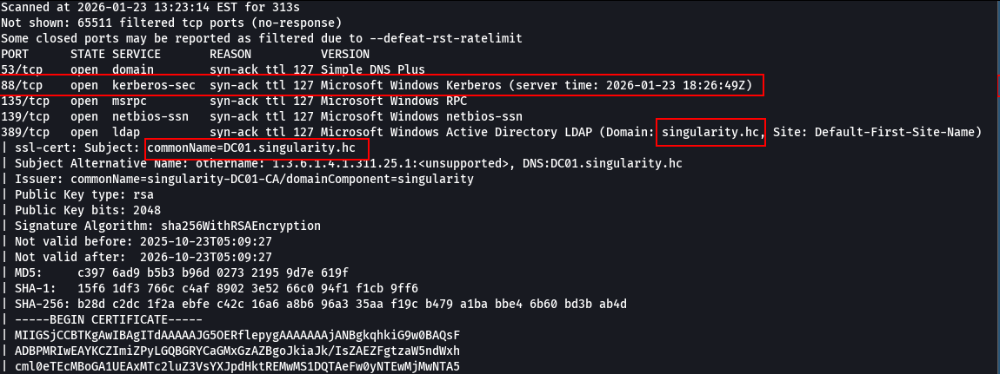 Scanned at 2026-01-23 13:23:14 EST for 313s
Not shown: 65511 filtered tcp ports (no-response)
Some closed ports may be reported as filtered due to --defeat-rst-ratelimit
PORT STATE SERVICE REASON VERSION
53/tcp open domain syn-ack ttl 127 Simple DNS Plus
88/tcp open kerberos-sec syn-ack ttl 127 Microsoft Windows Kerberos (server time: 2026-01-23 18:26:49Z)
135/tcp open msrpc syn-ack ttl 127 Microsoft Windows RPC
139/tcp open netbios-ssn syn-ack ttl 127 Microsoft Windows netbios-ssn
389/tcp open ldap syn-ack ttl 127 Microsoft Windows Active Directory LDAP (Domain: singularity.hc, Site: Default-First-Site-Name)
| ssl-cert: Subject: commonName=DC01.singularity.hc
| Subject Alternative Name: othername: 1.3.6.1.4.1.311.25.1:<unsupported>, DNS:DC01.singularity.hc
| Issuer: commonName=singularity-DC01-CA/domainComponent=singularity
| Public Key type: rsa
| Public Key bits: 2048
| Signature Algorithm: sha256WithRSAEncryption
| Not valid before: 2025-10-23T05:09:27
| Not valid after: 2026-10-23T05:09:27
| MD5: c397 6ad9 b5b3 b96d 0273 2195 9d7e 619f
| SHA-1: 15f6 1df3 766c c4af 8902 3e52 66c0 94f1 f1cb 9ff6
| SHA-256: b28d c2dc 1f2a ebfe c42c 16a6 a8b6 96a3 35aa f19c b479 a1ba bbe4 6b60 bd3b ab4d
| -----BEGIN CERTIFICATE-----
| MIIGSjCCBTKgAwIBAgITdAAAAAJG5OERflepygAAAAAAAjANBgkqhkiG9w0BAQsF
| ADBPMRIwEAYKCZImiZPyLGQBGRYCaGMxGzAZBgoJkiaJk/IsZAEZFgtzaW5ndWxh
| cml0eTEcMBoGA1UEAxMTc2luZ3VsYXJpdHktREMwMS1DQTAeFw0yNTEwMjMwNTA5